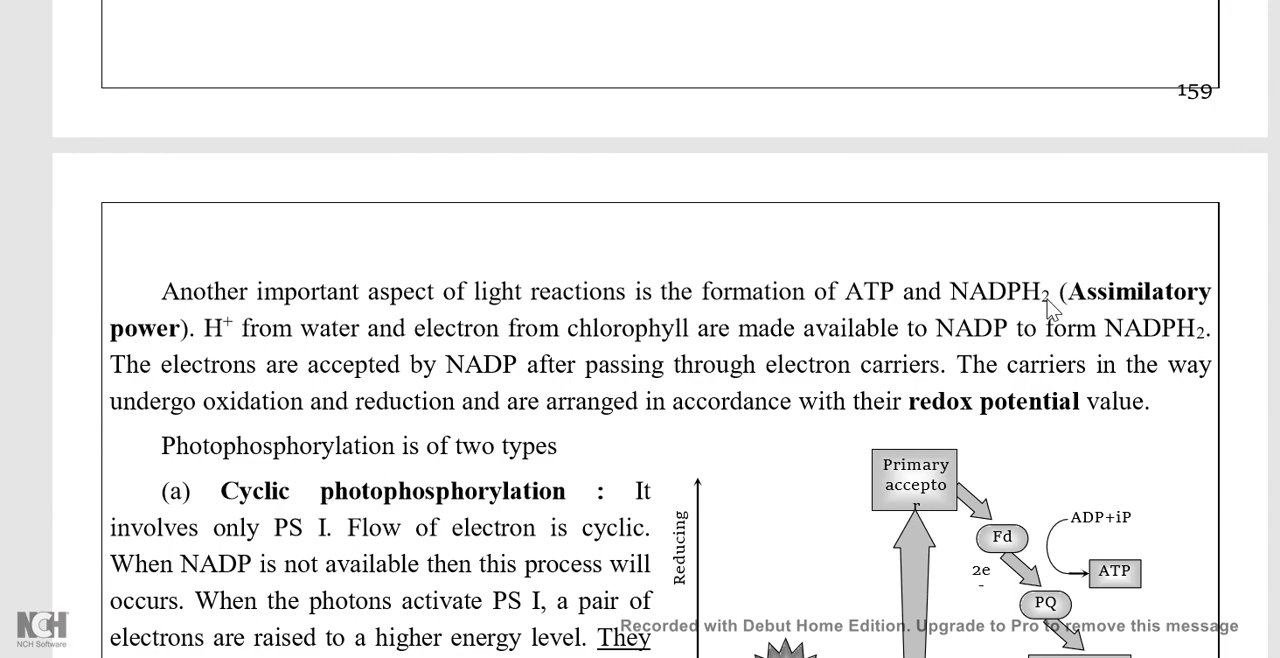 159
Another important aspect of light reactions is the formation of ATP and NADPH₂ (Assimilatory
power). H⁺ from water and electron from chlorophyll are made available to NADP to form NADPH₂.
The electrons are accepted by NADP after passing through electron carriers. The carriers in the way
undergo oxidation and reduction and are arranged in accordance with their redox potential value.
Photophosphorylation is of two types
(a) Cyclic photophosphorylation : It
involves only PS I. Flow of electron is cyclic.
When NADP is not available then this process will
occurs. When the photons activate PS I, a pair of
electrons are raised to a higher energy level. They
Reducing
Primary
accepto
r
Fd
ADP+iP
2e
-
ATP
PQ
Recorded with Debut Home Edition. Upgrade to Pro to remove this message
NCH
NCH Software